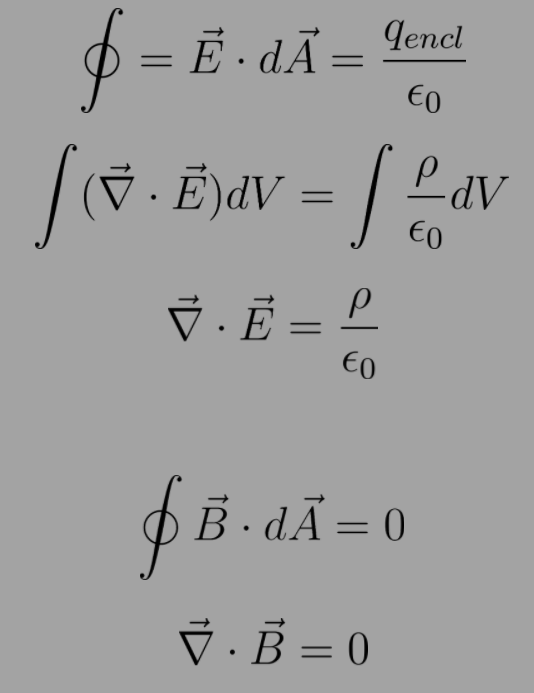 ∮ = E⃗ · dA⃗ = q_encl / ϵ₀
∫(∇⃗ · E⃗)dV = ∫ ρ/ϵ₀ dV
∇⃗ · E⃗ = ρ/ϵ₀
∮ B⃗ · dA⃗ = 0
∇⃗ · B⃗ = 0